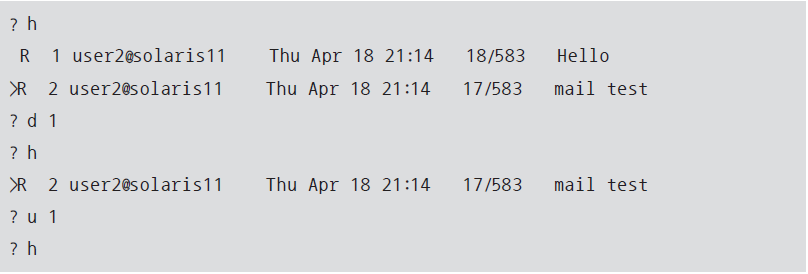 ? h
 R  1 user2@solaris11    Thu Apr 18 21:14   18/583   Hello
>R  2 user2@solaris11    Thu Apr 18 21:14   17/583   mail test
? d 1
? h
>R  2 user2@solaris11    Thu Apr 18 21:14   17/583   mail test
? u 1
? h